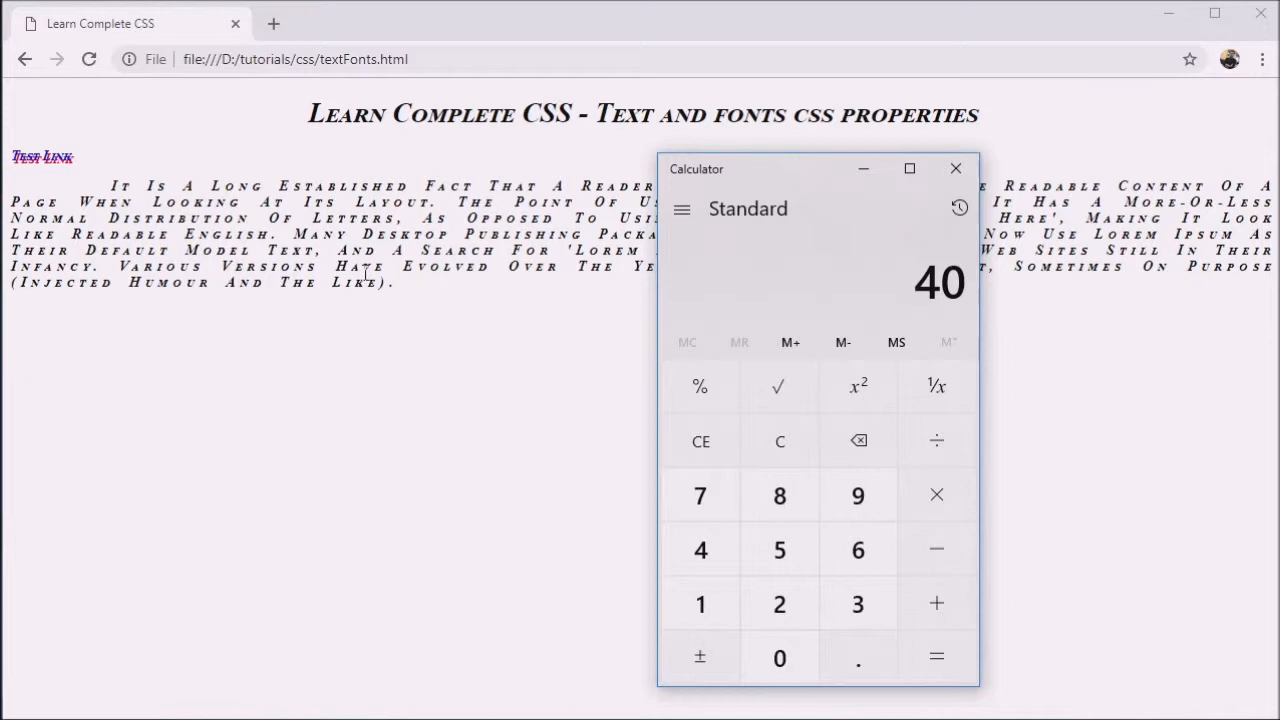 Learn Complete CSS
File
file:///D:/tutorials/css/textFonts.html
Learn Complete CSS - Text and fonts css properties
Test Link
It Is A Long Established Fact That A Reader Readable Content Of A
Page When Looking At Its Layout. The Point Of It Has A More-Or-Less
Normal Distribution Of Letters, As Opposed To Here', Making It Look
Like Readable English. Many Desktop Publishing Now Use Lorem Ipsum As
Their Default Model Text, And A Search For 'Lorem Web Sites Still In Their
Infancy. Various Versions Have Evolved Over The Sometimes On Purpose
(Injected Humour And The Like).
Calculator
Standard
40
MC MR M+ M- MS M˅
% √ x² ¹/x
CE C ÷
7 8 9 ×
4 5 6 −
1 2 3 +
± 0 . =